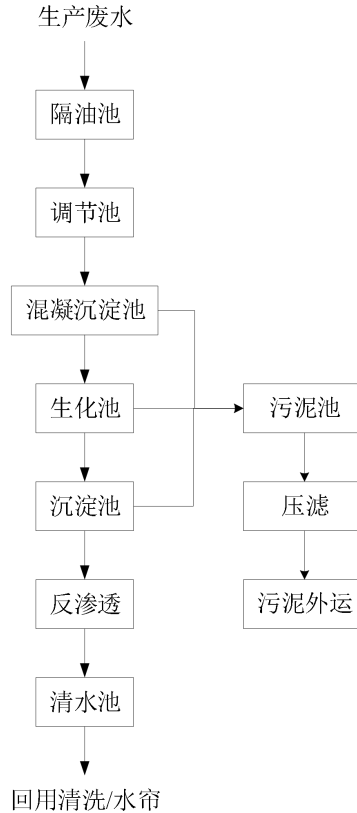 生产废水
隔油池
调节池
混凝沉淀池
生化池
污泥池
沉淀池
压滤
反渗透
污泥外运
清水池
回用清洗/水帘